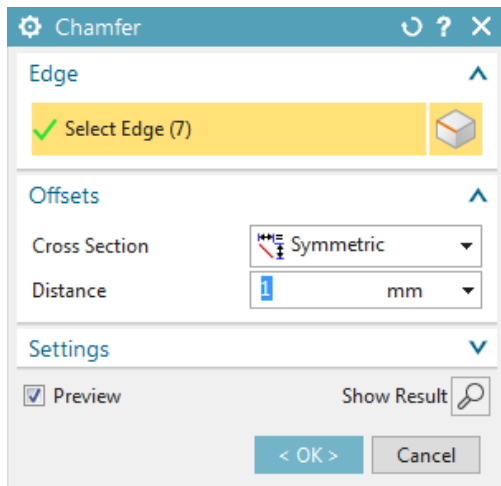 Chamfer ?
Edge
Select Edge (7)
Offsets
Cross Section Symmetric
Distance 1 mm
Settings
Preview Show Result
< OK > Cancel